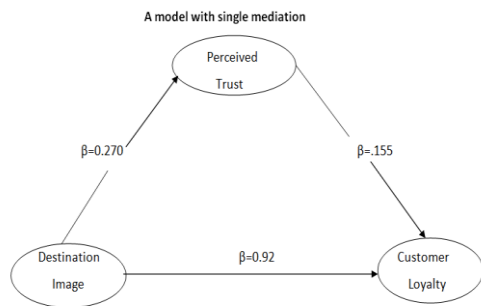 A model with single mediation
Perceived
Trust
β=0.270
β=.155
β=0.92
Destination
Image
Customer
Loyalty